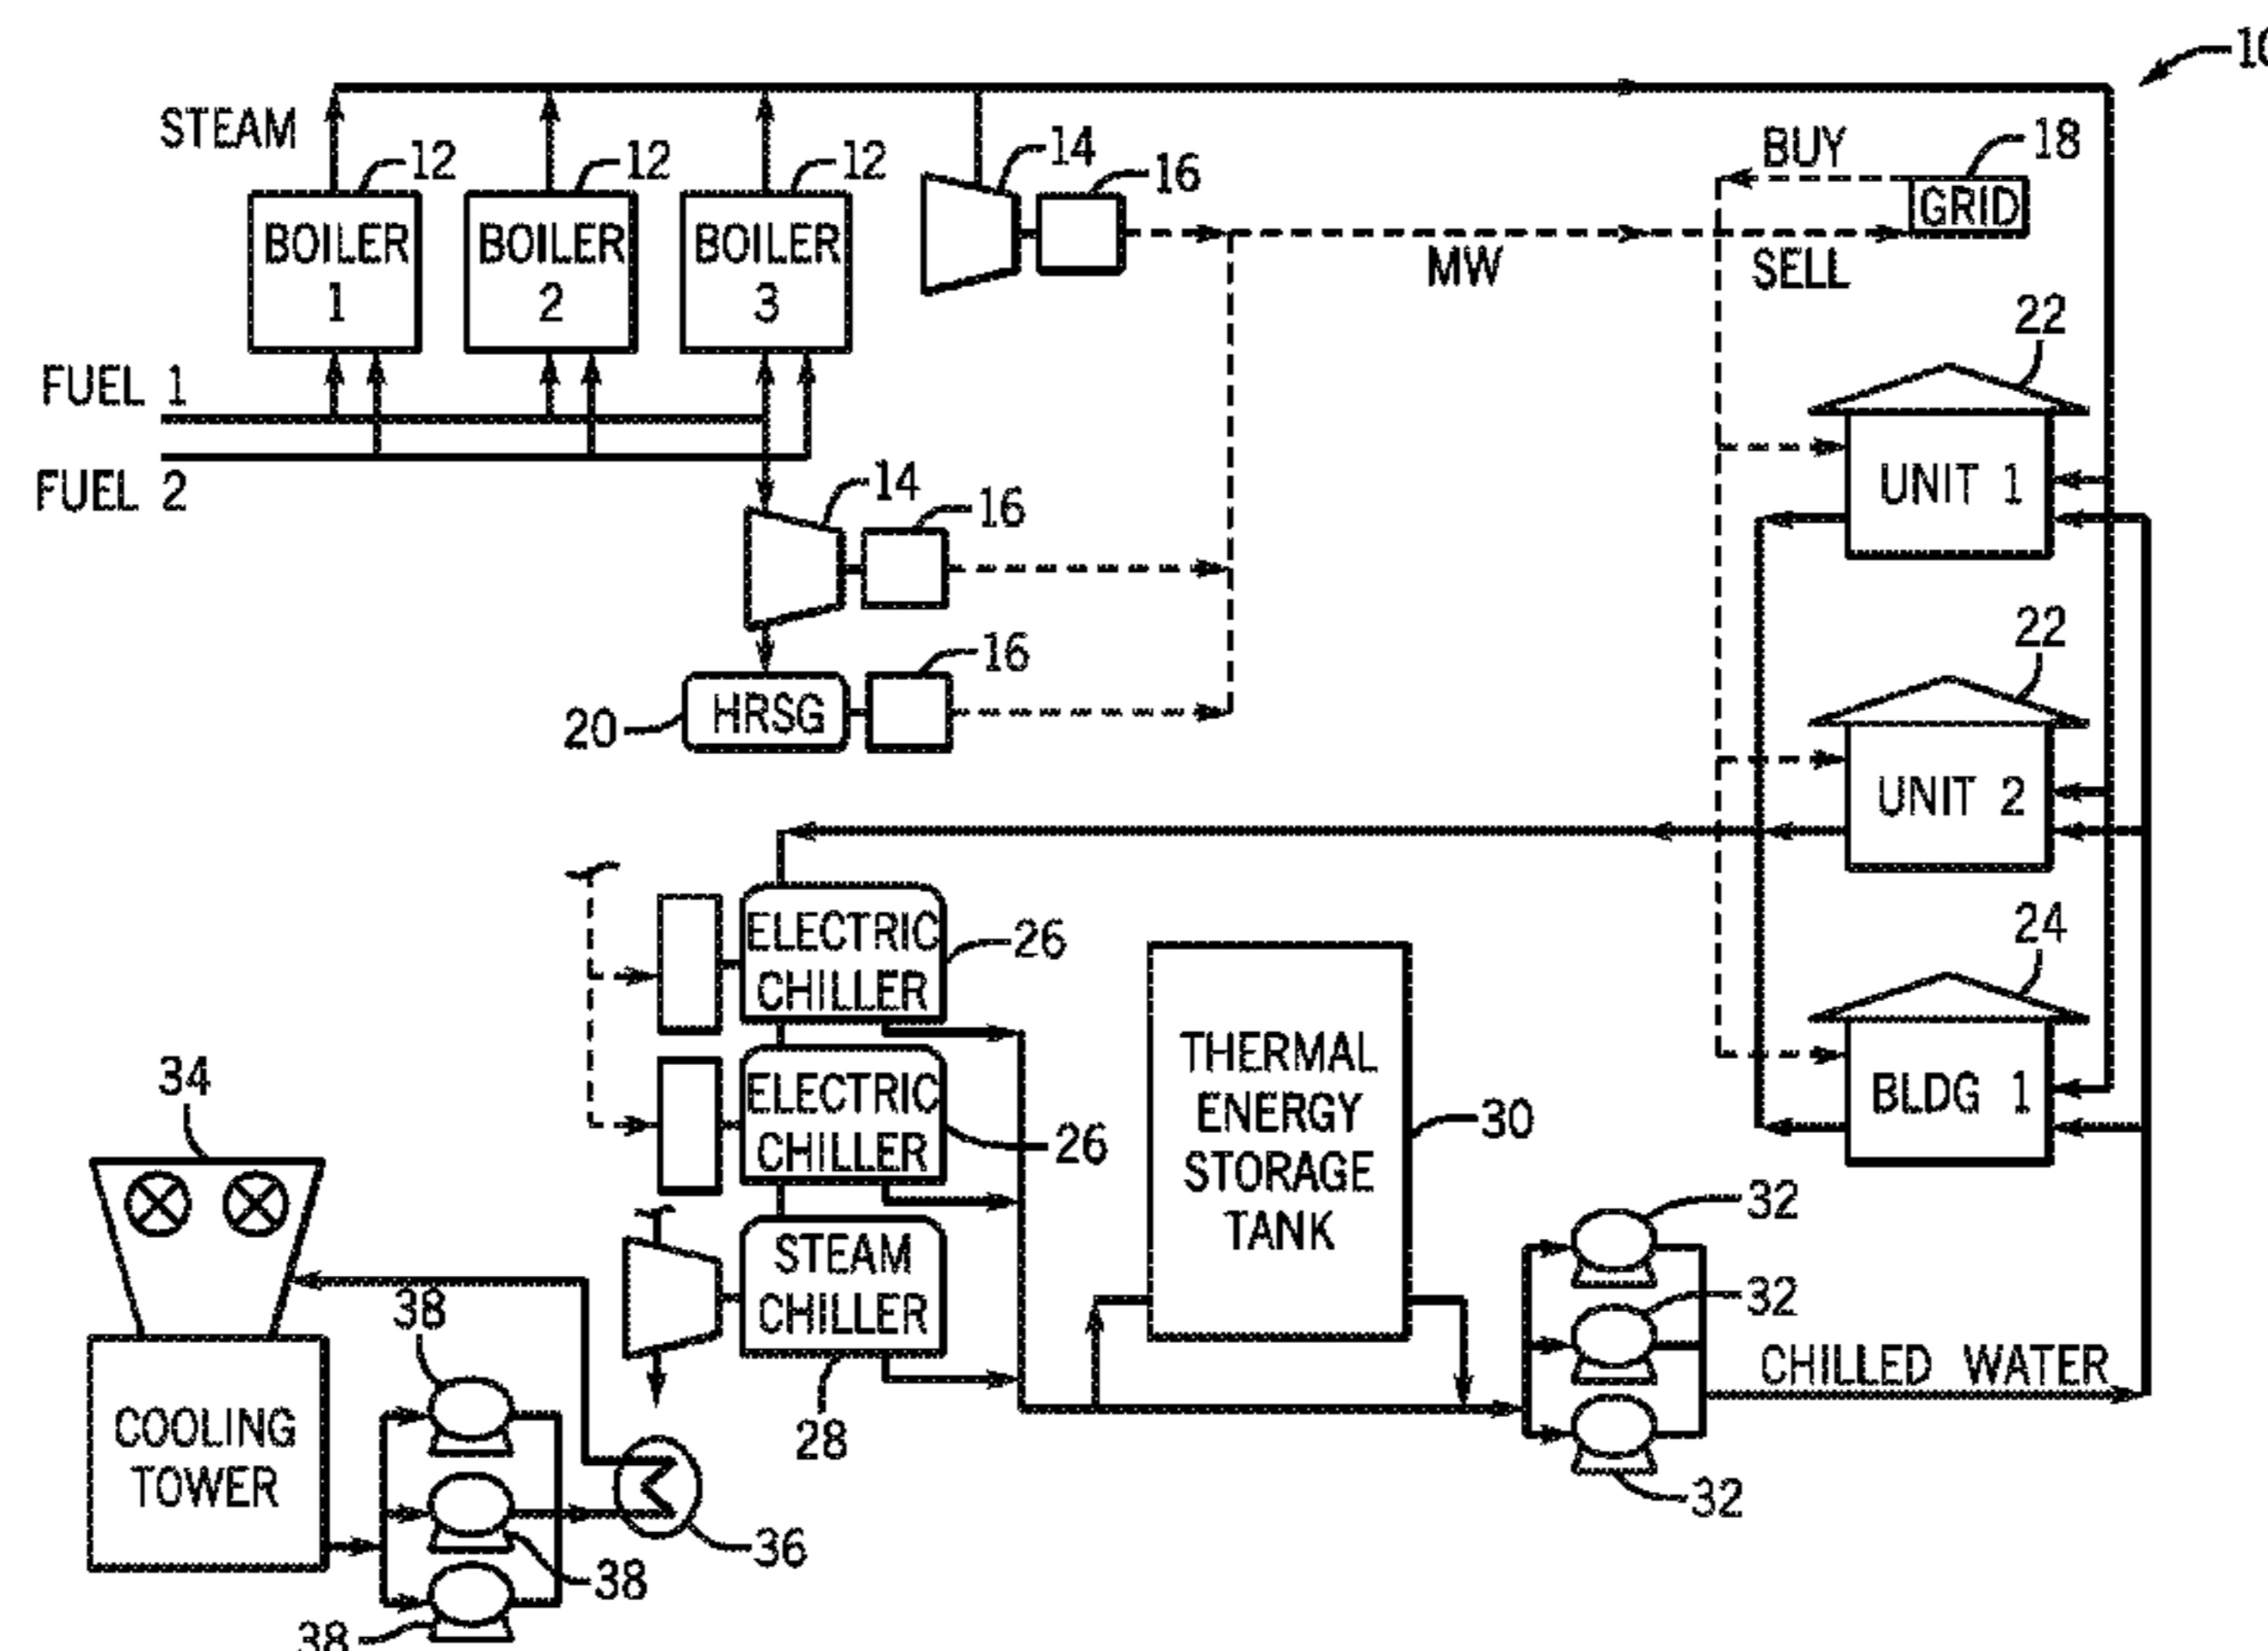 10
STEAM
12
12
12
14
16
BUY
18
GRID
BOILER
1
BOILER
2
BOILER
3
MW
SELL
22
FUEL 1
FUEL 2
14
16
UNIT 1
16
20
HRSG
22
UNIT 2
24
ELECTRIC
CHILLER
26
THERMAL
ENERGY
STORAGE
TANK
30
BLDG 1
34
ELECTRIC
CHILLER
26
32
STEAM
CHILLER
32
38
CHILLED WATER
COOLING
TOWER
28
32
36
38
38